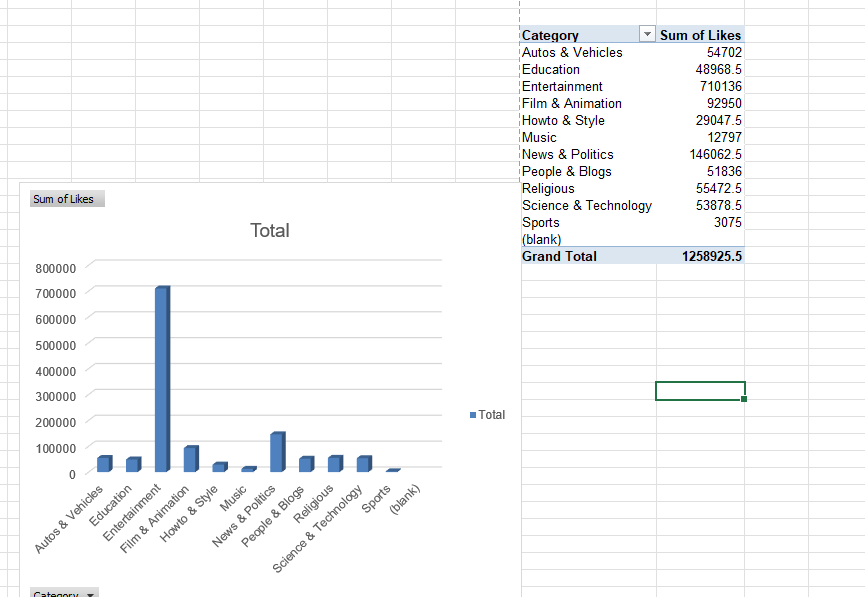 Category Sum of Likes
Autos & Vehicles 54702
Education 48968.5
Entertainment 710136
Film & Animation 92950
Howto & Style 29047.5
Music 12797
News & Politics 146062.5
People & Blogs 51836
Religious 55472.5
Science & Technology 53878.5
Sports 3075
(blank)
Grand Total 1258925.5
Sum of Likes
Total
800000
700000
600000
500000
400000
300000
200000
100000
0
Autos & Vehicles
Education
Entertainment
Film & Animation
Howto & Style
Music
News & Politics
People & Blogs
Religious
Science & Technology
Sports
(blank)
Total
Category